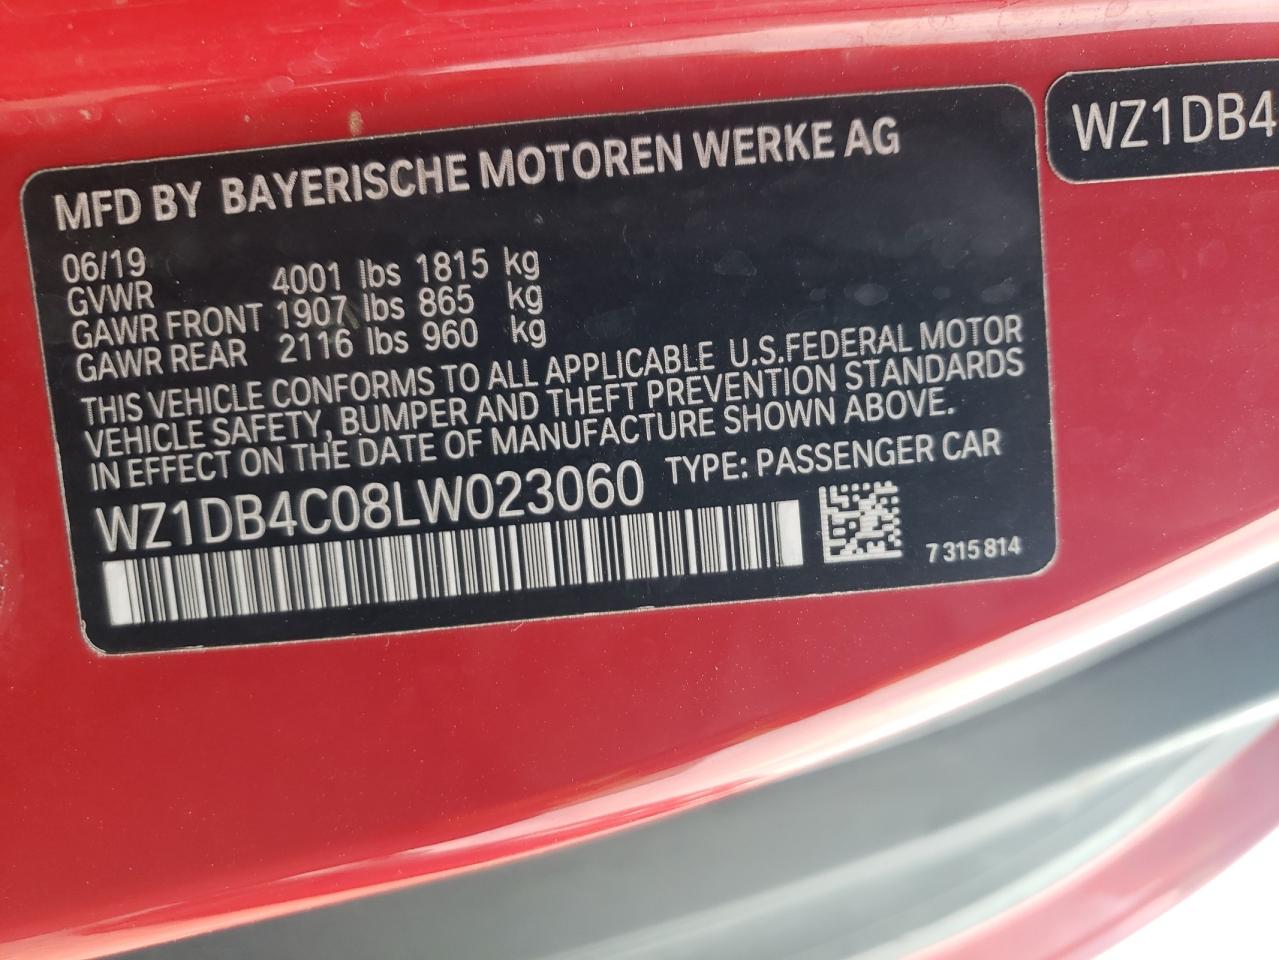 MFD BY BAYERISCHE MOTOREN WERKE AG
06/19
GVWR 4001 lbs 1815 kg
GAWR FRONT 1907 lbs 865 kg
GAWR REAR 2116 lbs 960 kg
THIS VEHICLE CONFORMS TO ALL APPLICABLE U.S.FEDERAL MOTOR
VEHICLE SAFETY, BUMPER AND THEFT PREVENTION STANDARDS
IN EFFECT ON THE DATE OF MANUFACTURE SHOWN ABOVE.
WZ1DB4C08LW023060 TYPE: PASSENGER CAR
7 315 814
WZ1DB4